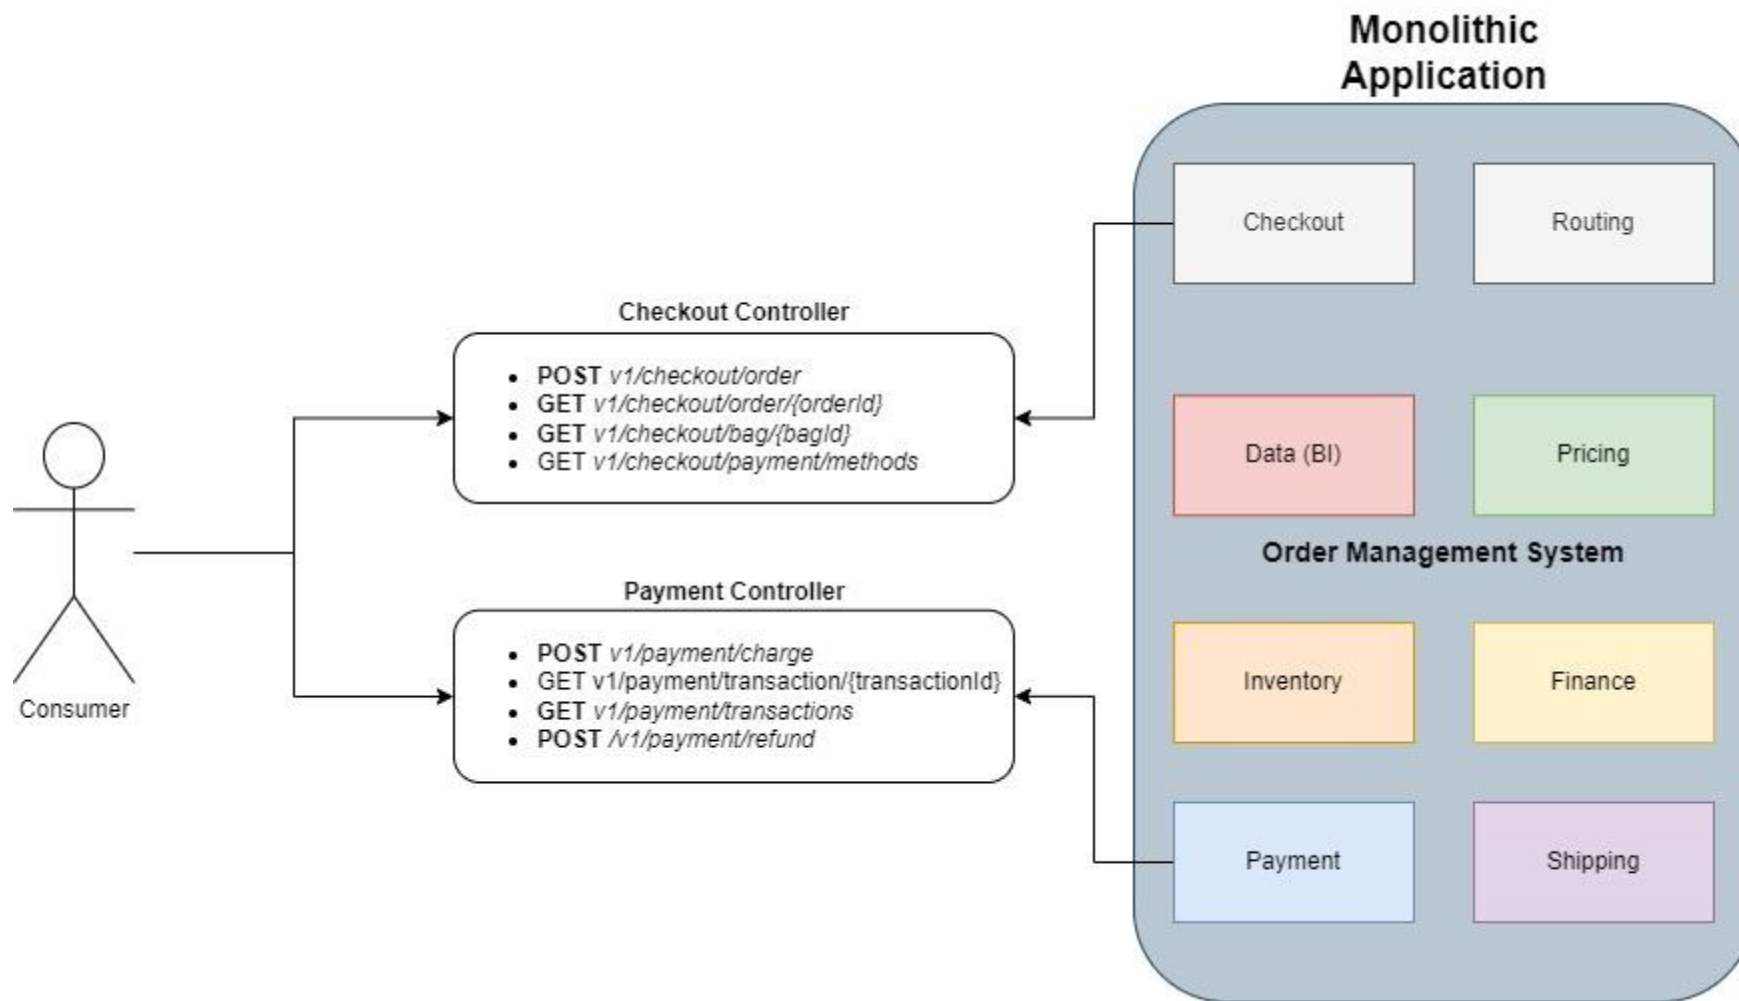 Monolithic
Application
Checkout
Routing
Checkout Controller
• POST v1/checkout/order
• GET v1/checkout/order/{orderId}
• GET v1/checkout/bag/{bagId}
• GET v1/checkout/payment/methods
Data (BI)
Pricing
Order Management System
Payment Controller
• POST v1/payment/charge
• GET v1/payment/transaction/{transactionId}
• GET v1/payment/transactions
• POST /v1/payment/refund
Consumer
Inventory
Finance
Payment
Shipping